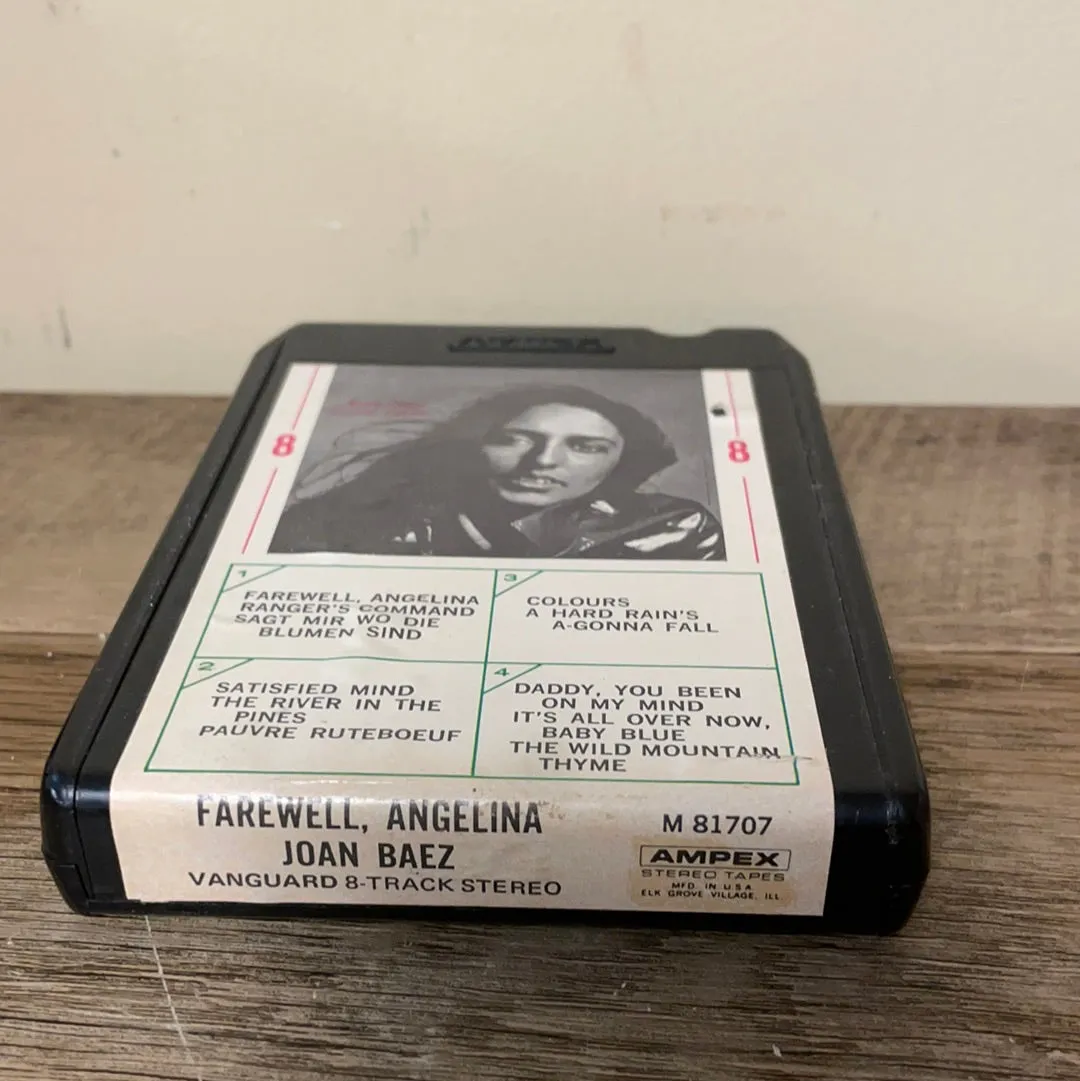 AMPEX
8
8
1
FAREWELL, ANGELINA
RANGER'S COMMAND
SAGT MIR WO DIE
BLUMEN SIND
3
COLOURS
A HARD RAIN'S
A-GONNA FALL
2
SATISFIED MIND
THE RIVER IN THE
PINES
PAUVRE RUTEBOEUF
4
DADDY, YOU BEEN
ON MY MIND
IT'S ALL OVER NOW,
BABY BLUE
THE WILD MOUNTAIN
THYME
FAREWELL, ANGELINA
JOAN BAEZ
VANGUARD 8-TRACK STEREO
M 81707
AMPEX
STEREO TAPES
MFD. IN U.S.A.
ELK GROVE VILLAGE, ILL.